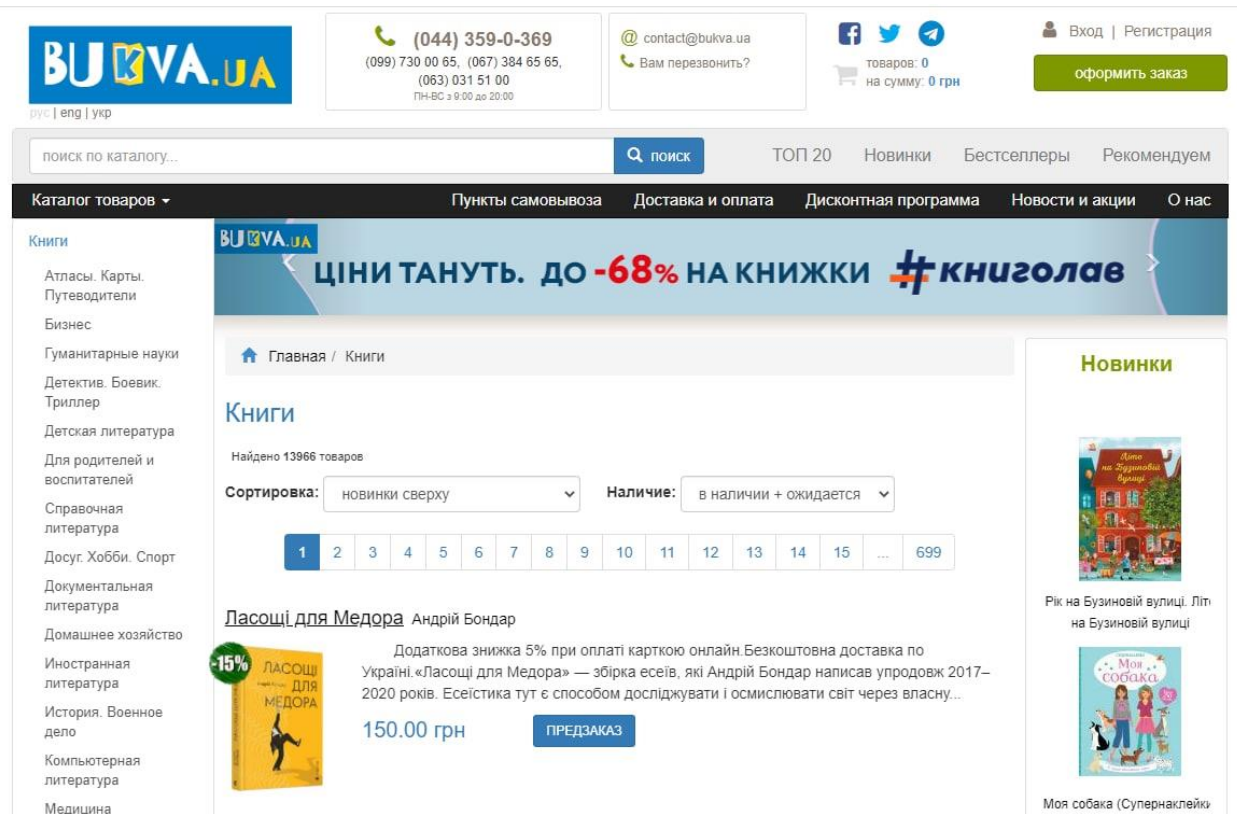 BUKVA.UA
рус | eng | укр
(044) 359-0-369
(099) 730 00 65, (067) 384 65 65,
(063) 031 51 00
ПН-ВС з 9:00 до 20:00
@ contact@bukva.ua
Вам перезвонить?
товаров: 0
на сумму: 0 грн
Вход | Регистрация
оформить заказ
поиск по каталогу...
поиск
ТОП 20 Новинки Бестселлеры Рекомендуем
Каталог товаров Пункты самовывоза Доставка и оплата Дисконтная программа Новости и акции О нас
Книги
Атласы. Карты.
Путеводители
Бизнес
Гуманитарные науки
Детектив. Боевик.
Триллер
Детская литература
Для родителей и
воспитателей
Справочная
литература
Досуг. Хобби. Спорт
Документальная
литература
Домашнее хозяйство
Иностранная
литература
История. Военное
дело
Компьютерная
литература
Медицина
BUKVA.UA
ЦІНИ ТАНУТЬ. ДО -68% НА КНИЖКИ #книголав
Главная / Книги
Книги
Найдено 13966 товаров
Сортировка: новинки сверху Наличие: в наличии + ожидается
1 2 3 4 5 6 7 8 9 10 11 12 13 14 15 ... 699
Ласощі для Медора Андрій Бондар
-15%
ЛАСОЩІ
ДЛЯ
МЕДОРА
Додаткова знижка 5% при оплаті карткою онлайн.Безкоштовна доставка по
Україні.«Ласощі для Медора» — збірка есеїв, які Андрій Бондар написав упродовж 2017–
2020 років. Есеїстика тут є способом досліджувати і осмислювати світ через власну...
150.00 грн
ПРЕДЗАКАЗ
Новинки
Літо
на Бузиновій
вулиці
Рік на Бузиновій вулиці. Літо
на Бузиновій вулиці
Моя
собака
Моя собака (Супернаклейки